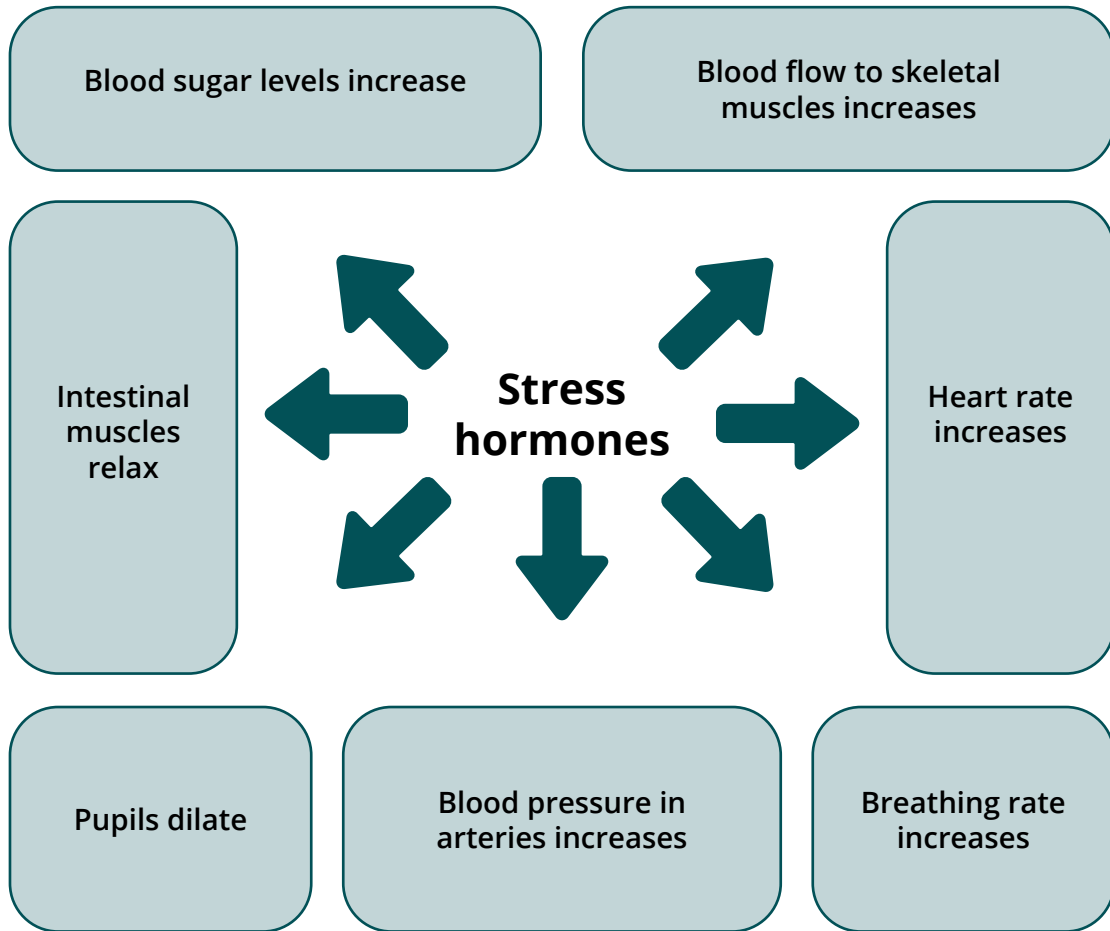 Blood sugar levels increase
Blood flow to skeletal
muscles increases
Intestinal
muscles
relax
Stress
hormones
Heart rate
increases
Pupils dilate
Blood pressure in
arteries increases
Breathing rate
increases